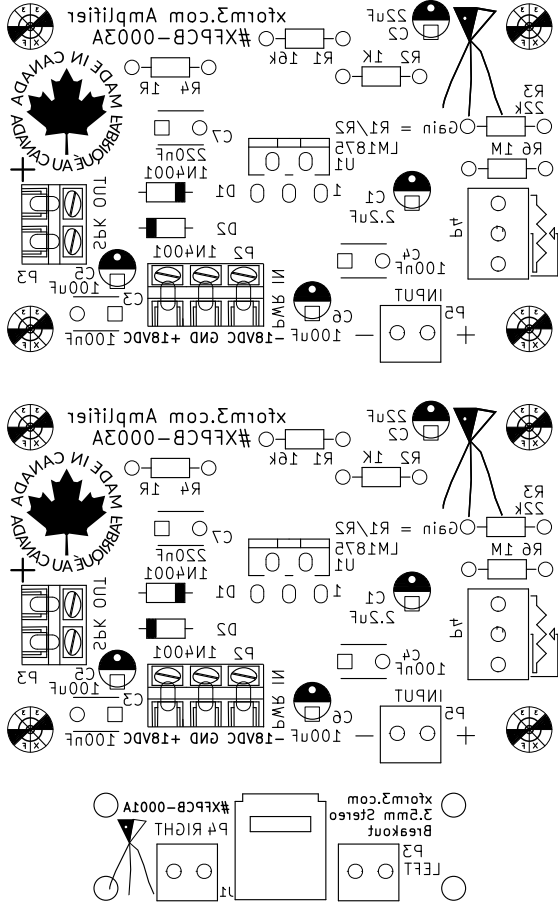 xform3.com Amplifier
#XFPCB-0003A
22uF
C2
R1 16k
R2 1K
R4 1R
MADE IN CANADA
FABRIQUÉ AU CANADA
R3
22k
Gain = R1/R2
C7
220nF
LM1875
U1
R6 1M
1N4001
D1
1
C1
2.2uF
SPK OUT
+
D2
P4
1N4001
P2
C4
100nF
P3
C5
100uF
C3
100nF
PWR IN
INPUT
P5
C6
100uF
-
+
-18VDC GND +18VDC
xform3.com Amplifier
#XFPCB-0003A
22uF
C2
R1 16k
R2 1K
R4 1R
MADE IN CANADA
FABRIQUÉ AU CANADA
R3
22k
Gain = R1/R2
C7
220nF
LM1875
U1
R6 1M
1N4001
D1
1
C1
2.2uF
SPK OUT
+
D2
P4
1N4001
P2
C4
100nF
P3
C5
100uF
C3
100nF
PWR IN
INPUT
P5
C6
100uF
-
+
-18VDC GND +18VDC
xform3.com
3.5mm Stereo
Breakout
#XFPCB-0001A
P4 RIGHT
P3
LEFT
J1